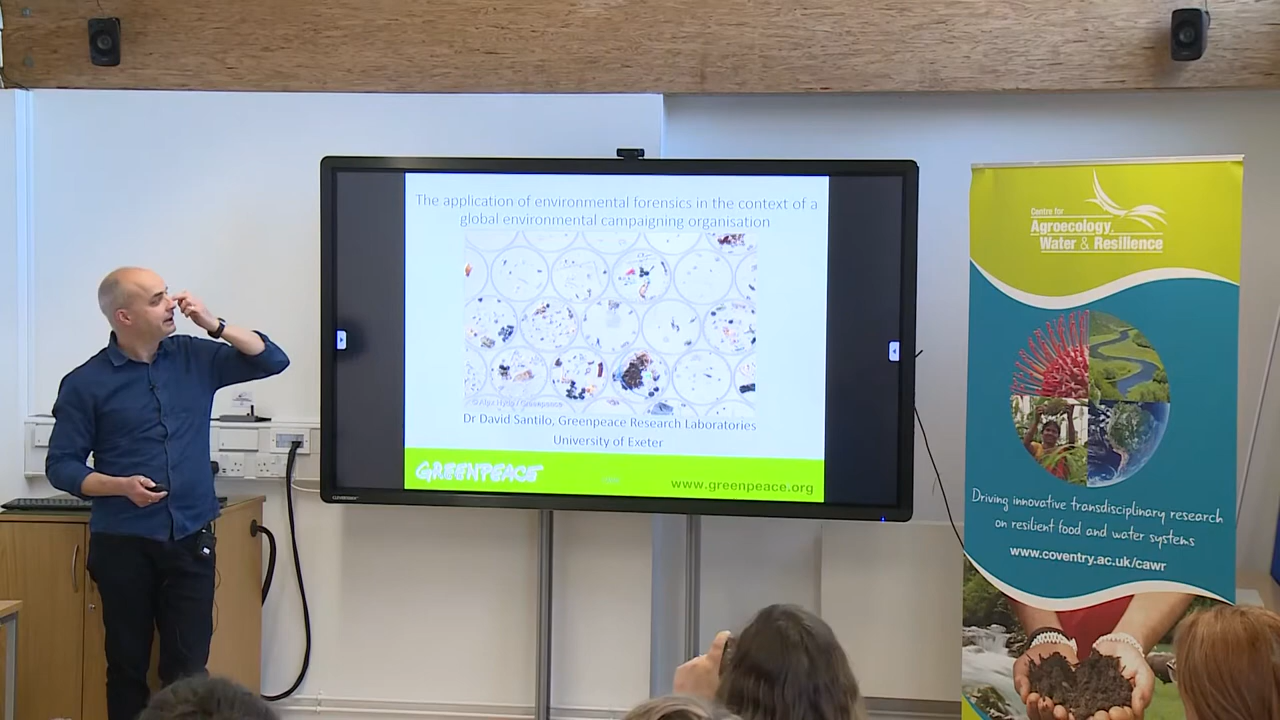 The application of environmental forensics in the context of a
global environmental campaigning organisation
Dr David Santilo, Greenpeace Research Laboratories
University of Exeter
GREENPEACE
www.greenpeace.org
Centre for
Agroecology,
Water & Resilience
Driving innovative transdisciplinary research
on resilient food and water systems
www.coventry.ac.uk/cawr